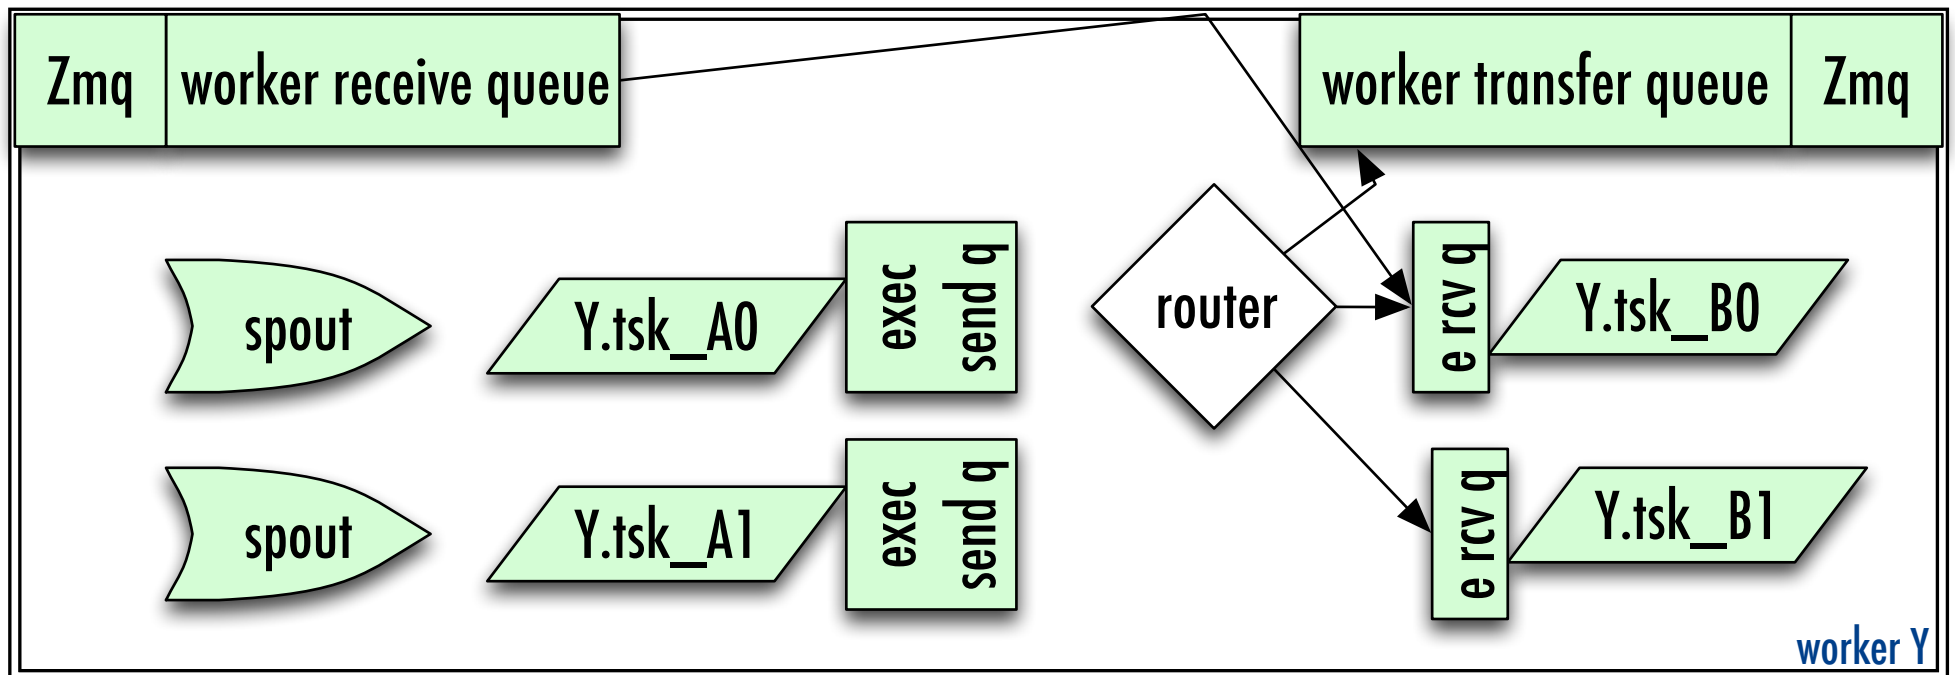 Zmq
worker receive queue
worker transfer queue
Zmq
spout
Y.tsk_A0
exec
send q
router
e rcv q
Y.tsk_B0
spout
Y.tsk_A1
exec
send q
e rcv q
Y.tsk_B1
worker Y